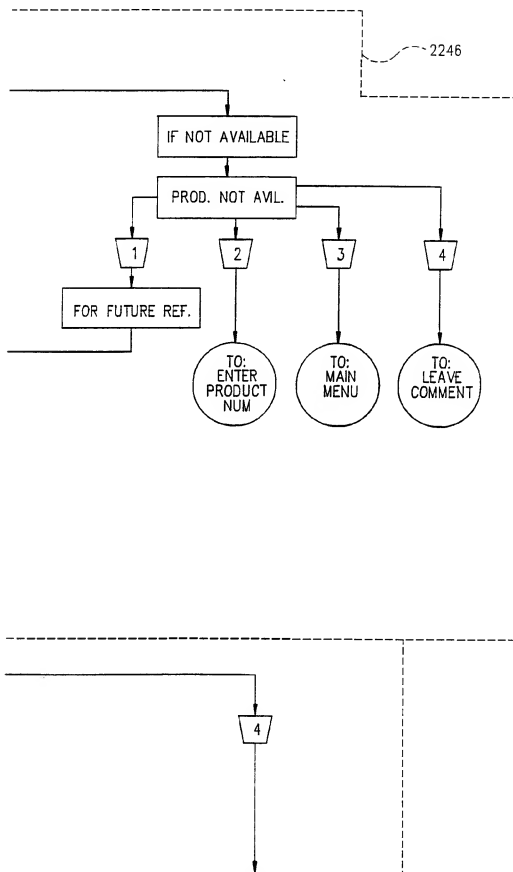 2246
IF NOT AVAILABLE
PROD. NOT AVIL.
1
2
3
4
FOR FUTURE REF.
TO:
ENTER
PRODUCT
NUM
TO:
MAIN
MENU
TO:
LEAVE
COMMENT
4